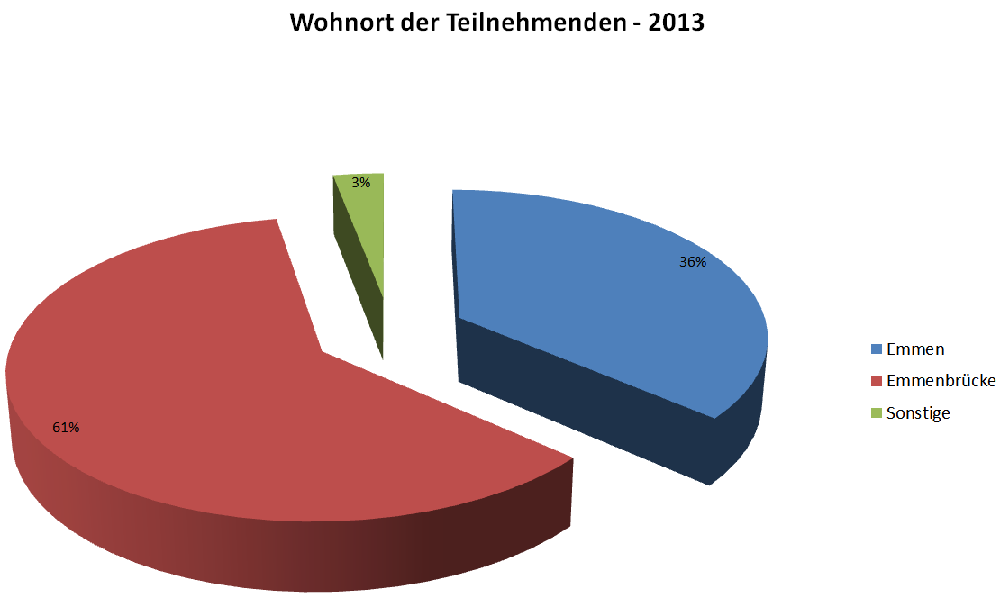 Wohnort der Teilnehmenden - 2013
3%
36%
61%
Emmen
Emmenbrücke
Sonstige